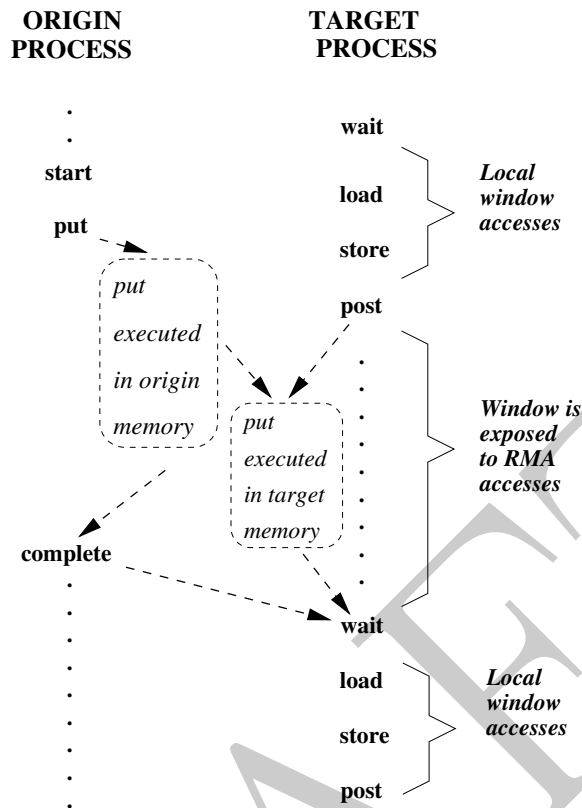 ORIGIN
PROCESS
TARGET
PROCESS
wait
start
load
Local
window
accesses
put
store
put
executed
in origin
memory
post
put
executed
in target
memory
Window is
exposed
to RMA
accesses
complete
wait
load
store
post
Local
window
accesses